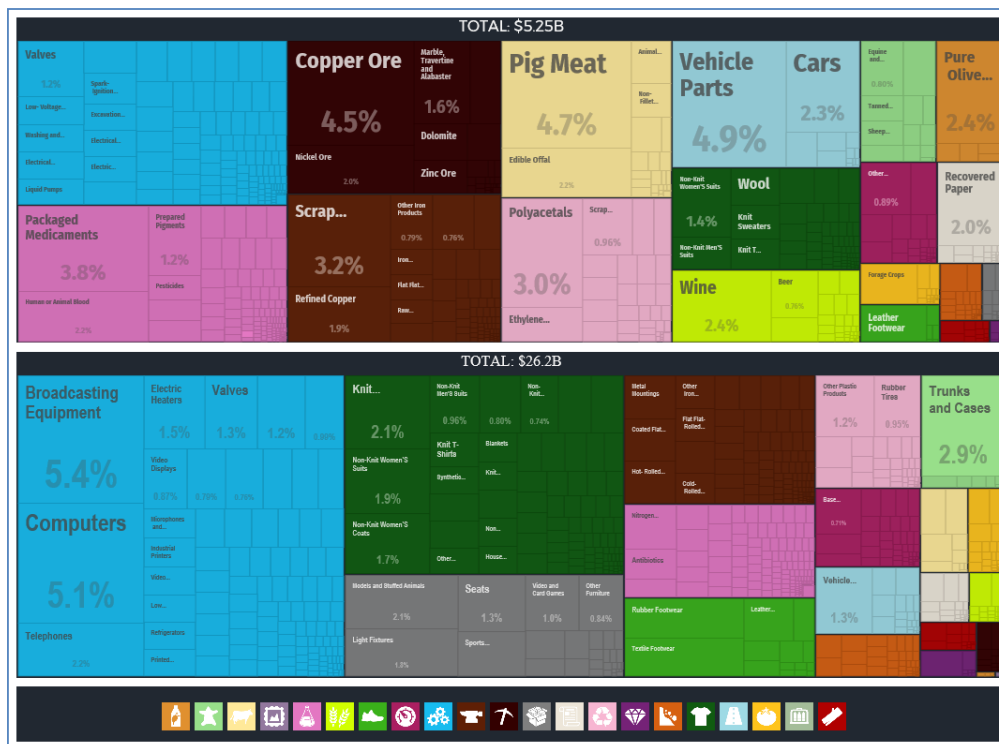 TOTAL: $5.25B
Valves
1.2%
Spark-
Ignition...
Low- Voltage...
Excavation...
Washing and...
Electrical...
Electrical...
Electric...
Liquid Pumps
Packaged
Medicaments
3.8%
Prepared
Pigments
1.2%
Pesticides
Human or Animal Blood
2.2%
Copper Ore
4.5%
Marble,
Travertine
and
Alabaster
1.6%
Dolomite
Zinc Ore
Nickel Ore
2.0%
Scrap...
3.2%
Other Iron
Products
0.79%
0.76%
Iron...
Flat Flat...
Raw...
Refined Copper
1.9%
Pig Meat
4.7%
Animal...
Non-
Fillet...
Edible Offal
2.2%
Polyacetals
3.0%
Scrap...
0.96%
Ethylene...
Vehicle
Parts
4.9%
Cars
2.3%
Non-Knit
Women'S Suits
1.4%
Non-Knit Men'S
Suits
Wool
Knit
Sweaters
Knit T...
Wine
2.4%
Beer
0.76%
Equine
and...
0.80%
Tanned...
Sheep...
Pure
Olive...
2.4%
Other...
0.89%
Recovered
Paper
2.0%
Forage Crops
Leather
Footwear
TOTAL: $26.2B
Broadcasting
Equipment
5.4%
Computers
5.1%
Telephones
2.2%
Electric
Heaters
1.5%
Valves
1.3%
1.2%
Video
Displays
0.76%
Microphones
and...
Industrial
Printers
Video...
Low...
Refrigerators
Printed...
Knit...
2.1%
Non-Knit Women'S
Suits
1.9%
Non-Knit Women'S
Coats
1.7%
Non-Knit
Men'S Suits
0.96%
0.80%
Non-
Knit...
0.74%
Knit T-
Shirts
Blankets
Synthetic...
Knit...
Non...
Other...
House...
Models and Stuffed Animals
2.1%
Light Fixtures
1.8%
Seats
1.3%
Sports...
Video and
Card Games
1.0%
Other
Furniture
0.84%
Metal
Mountings
Other
Iron...
Coated Flat...
Flat Flat-
Rolled...
Hot- Rolled...
Cold-
Rolled...
Nitrogen...
Antibiotics
Rubber Footwear
Leather...
Textile Footwear
Other Plastic
Products
1.2%
Rubber
Tires
0.95%
Base...
0.71%
Vehicle...
1.3%
Trunks
and Cases
2.9%